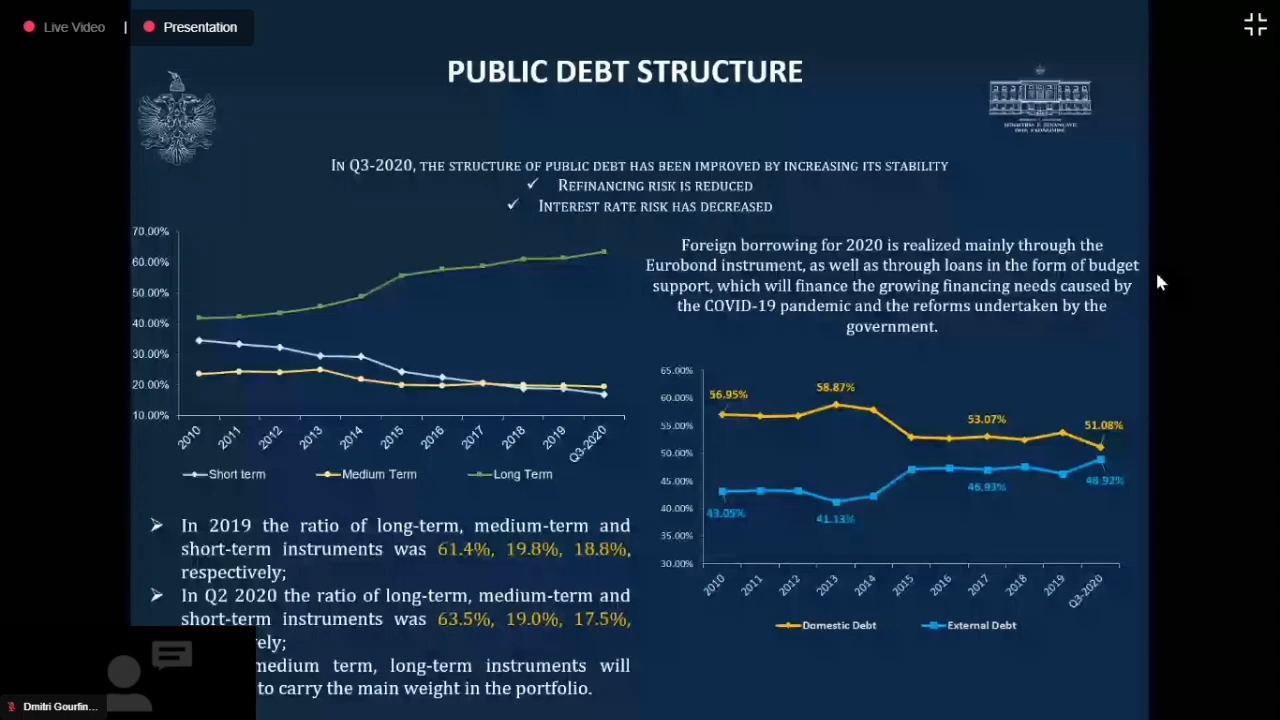 Live Video | Presentation
PUBLIC DEBT STRUCTURE
MINISTRIA E FINANCAVE
DHE EKONOMISE
IN Q3-2020, THE STRUCTURE OF PUBLIC DEBT HAS BEEN IMPROVED BY INCREASING ITS STABILITY
✓ REFINANCING RISK IS REDUCED
✓ INTEREST RATE RISK HAS DECREASED
70.00%
60.00%
50.00%
40.00%
30.00%
20.00%
10.00%
2010 2011 2012 2013 2014 2015 2016 2017 2018 2019 Q3-2020
Short term Medium Term Long Term
Foreign borrowing for 2020 is realized mainly through the
Eurobond instrument, as well as through loans in the form of budget
support, which will finance the growing financing needs caused by
the COVID-19 pandemic and the reforms undertaken by the
government.
65.00%
60.00%
55.00%
50.00%
45.00%
40.00%
35.00%
30.00%
56.95% 58.87% 53.07% 51.08%
43.05% 41.13% 46.93% 48.92%
2010 2011 2012 2013 2014 2015 2016 2017 2018 2019 Q3-2020
Domestic Debt External Debt
➢ In 2019 the ratio of long-term, medium-term and
short-term instruments was 61.4%, 19.8%, 18.8%,
respectively;
➢ In Q2 2020 the ratio of long-term, medium-term and
short-term instruments was 63.5%, 19.0%, 17.5%,
ely;
medium term, long-term instruments will
to carry the main weight in the portfolio.
Dmitri Gourfin...